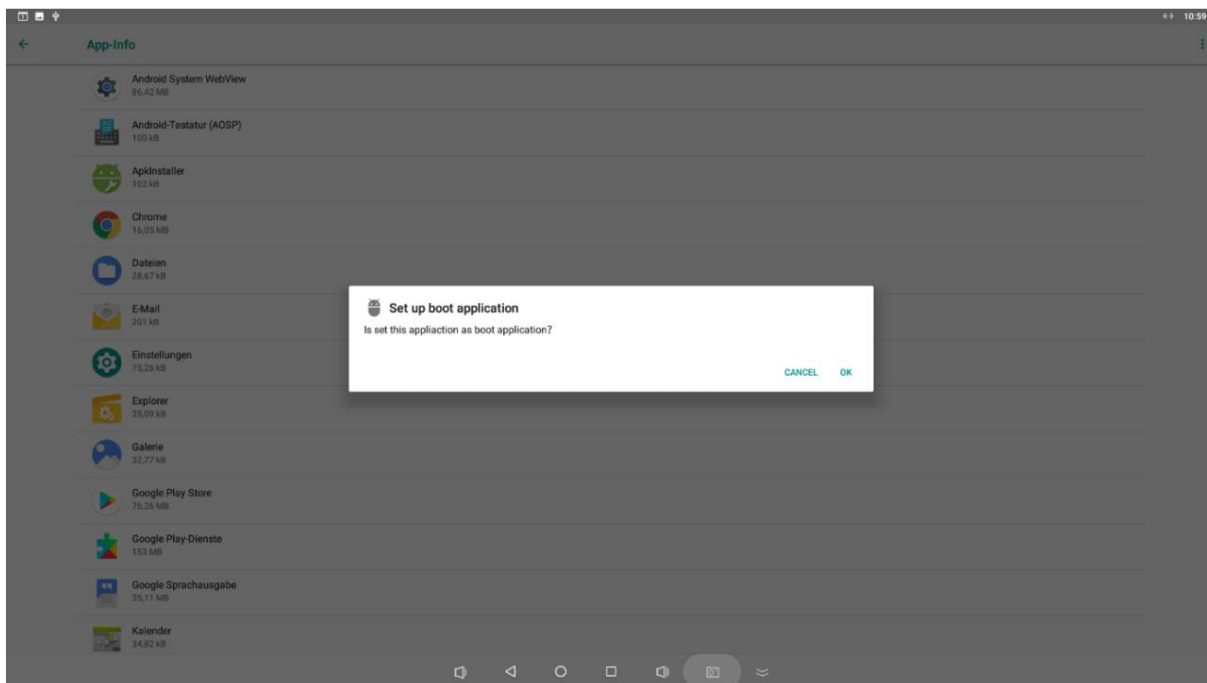 10:59
App-Info
Android System WebView
86,42 MB
Android-Tastatur (AOSP)
100 kB
ApkInstaller
102 kB
Chrome
16,05 MB
Dateien
28,67 kB
E-Mail
201 kB
Einstellungen
75,26 kB
Explorer
25,09 kB
Galerie
32,77 kB
Google Play Store
76,26 MB
Google Play-Dienste
153 MB
Google Sprachausgabe
35,11 MB
Kalender
34,82 kB
Set up boot application
Is set this appliaction as boot application?
CANCEL OK